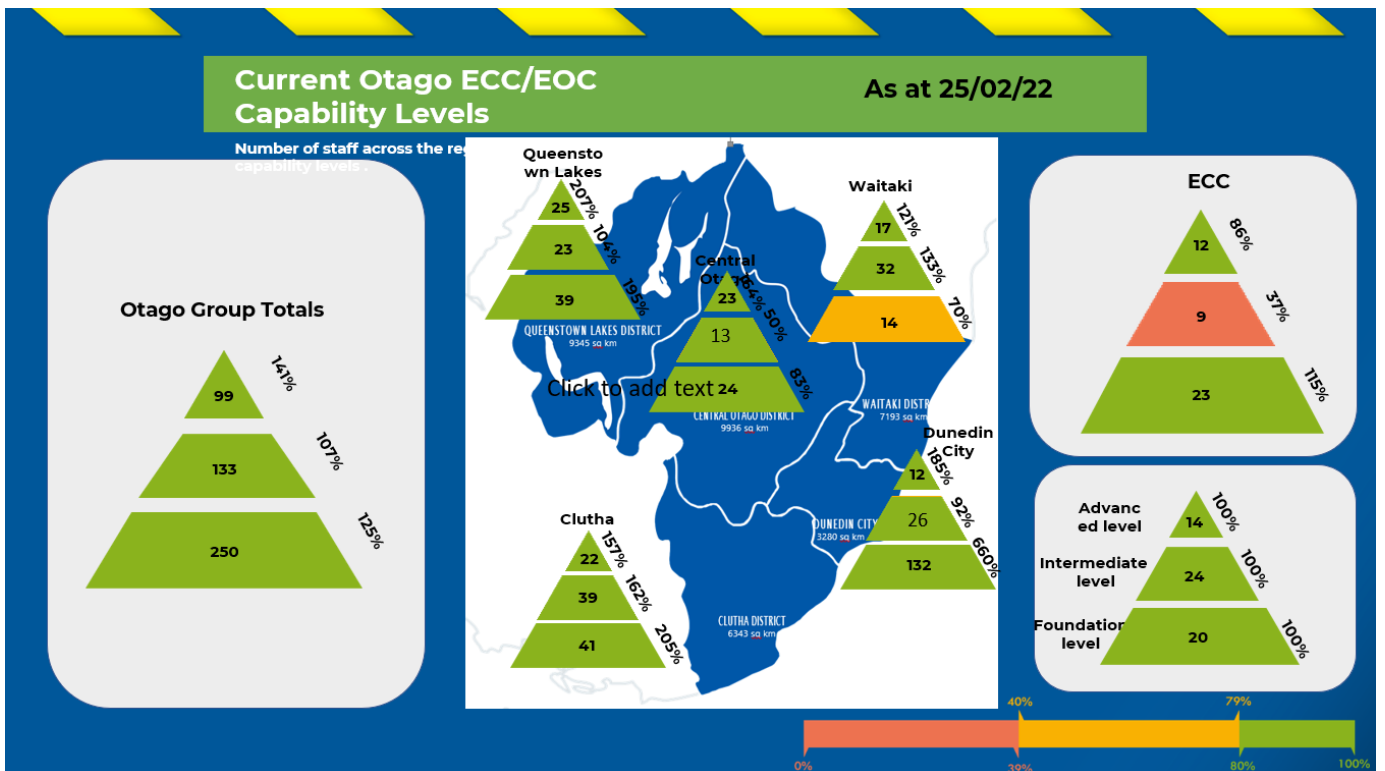 Current Otago ECC/EOC
Capability Levels
As at 25/02/22
Number of staff across the re
capability levels .
Otago Group Totals
99
141%
133
107%
250
125%
Queensto
wn Lakes
25
207%
23
104%
39
195%
QUEENSTOWN LAKES DISTRICT
9345 sq km
Central
23
164%
13
50%
Click to add text
24
83%
CENTRAL OTAGO DISTRICT
9936 sq km
Waitaki
17
121%
32
133%
14
70%
WAITAKI DISTR
7193 sq km
Dunedin
City
12
185%
26
92%
132
660%
DUNEDIN CITY
3280 sq km
Clutha
22
157%
39
162%
41
205%
CLUTHA DISTRICT
6343 sq km
ECC
12
86%
9
37%
23
115%
Advanc
ed level
14
100%
Intermediate
level
24
100%
Foundation
level
20
100%
40%
79%
0%
39%
80%
100%